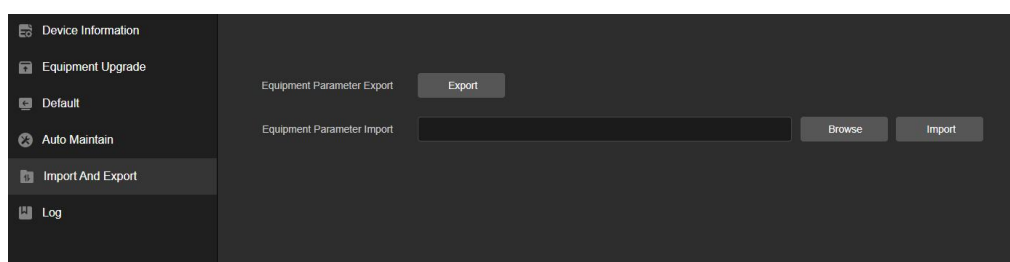 Device Information
Equipment Upgrade
Default
Auto Maintain
Import And Export
Log
Equipment Parameter Export Export
Equipment Parameter Import Browse Import